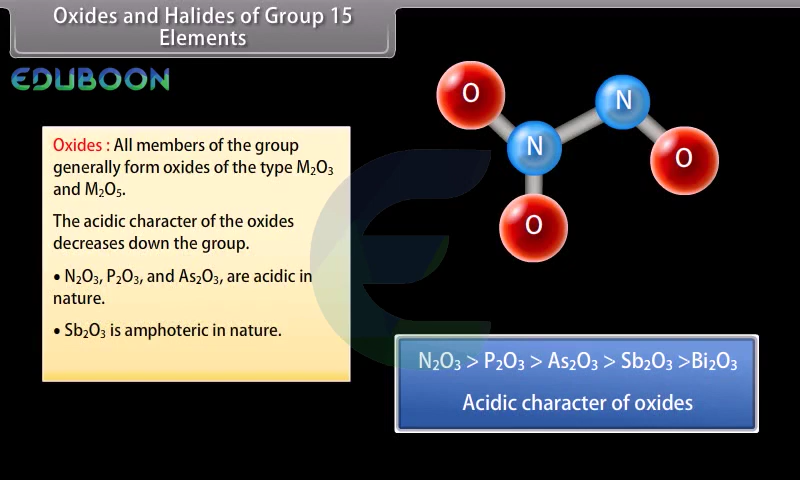 Oxides and Halides of Group 15
Elements
EDUBOON
Oxides : All members of the group
generally form oxides of the type M₂O₃
and M₂O₅.
The acidic character of the oxides
decreases down the group.
• N₂O₃, P₂O₃, and As₂O₃, are acidic in
nature.
• Sb₂O₃ is amphoteric in nature.
O
N
N
O
O
N₂O₃ > P₂O₃ > As₂O₃ > Sb₂O₃ >Bi₂O₃
Acidic character of oxides